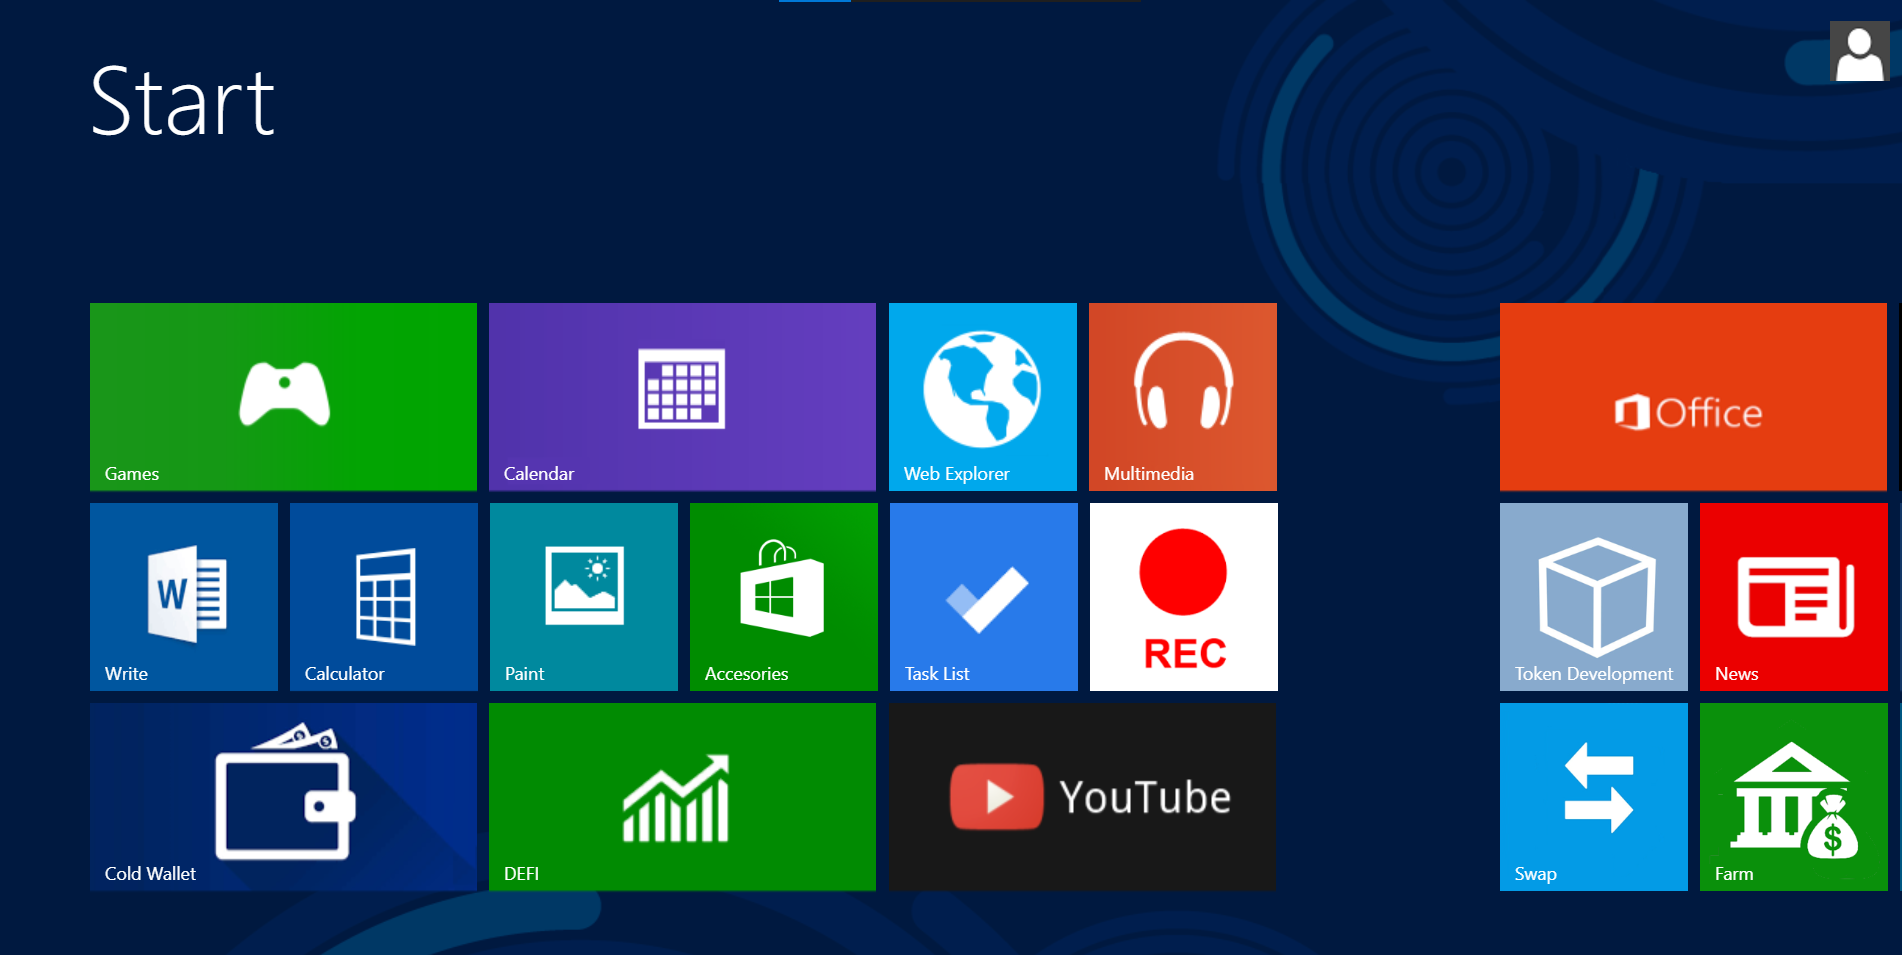 Start
Games
Calendar
Web Explorer
Multimedia
Office
W
Write
Calculator
Paint
Accesories
Task List
REC
Token Development
News
Cold Wallet
DEFI
YouTube
Swap
$
Farm